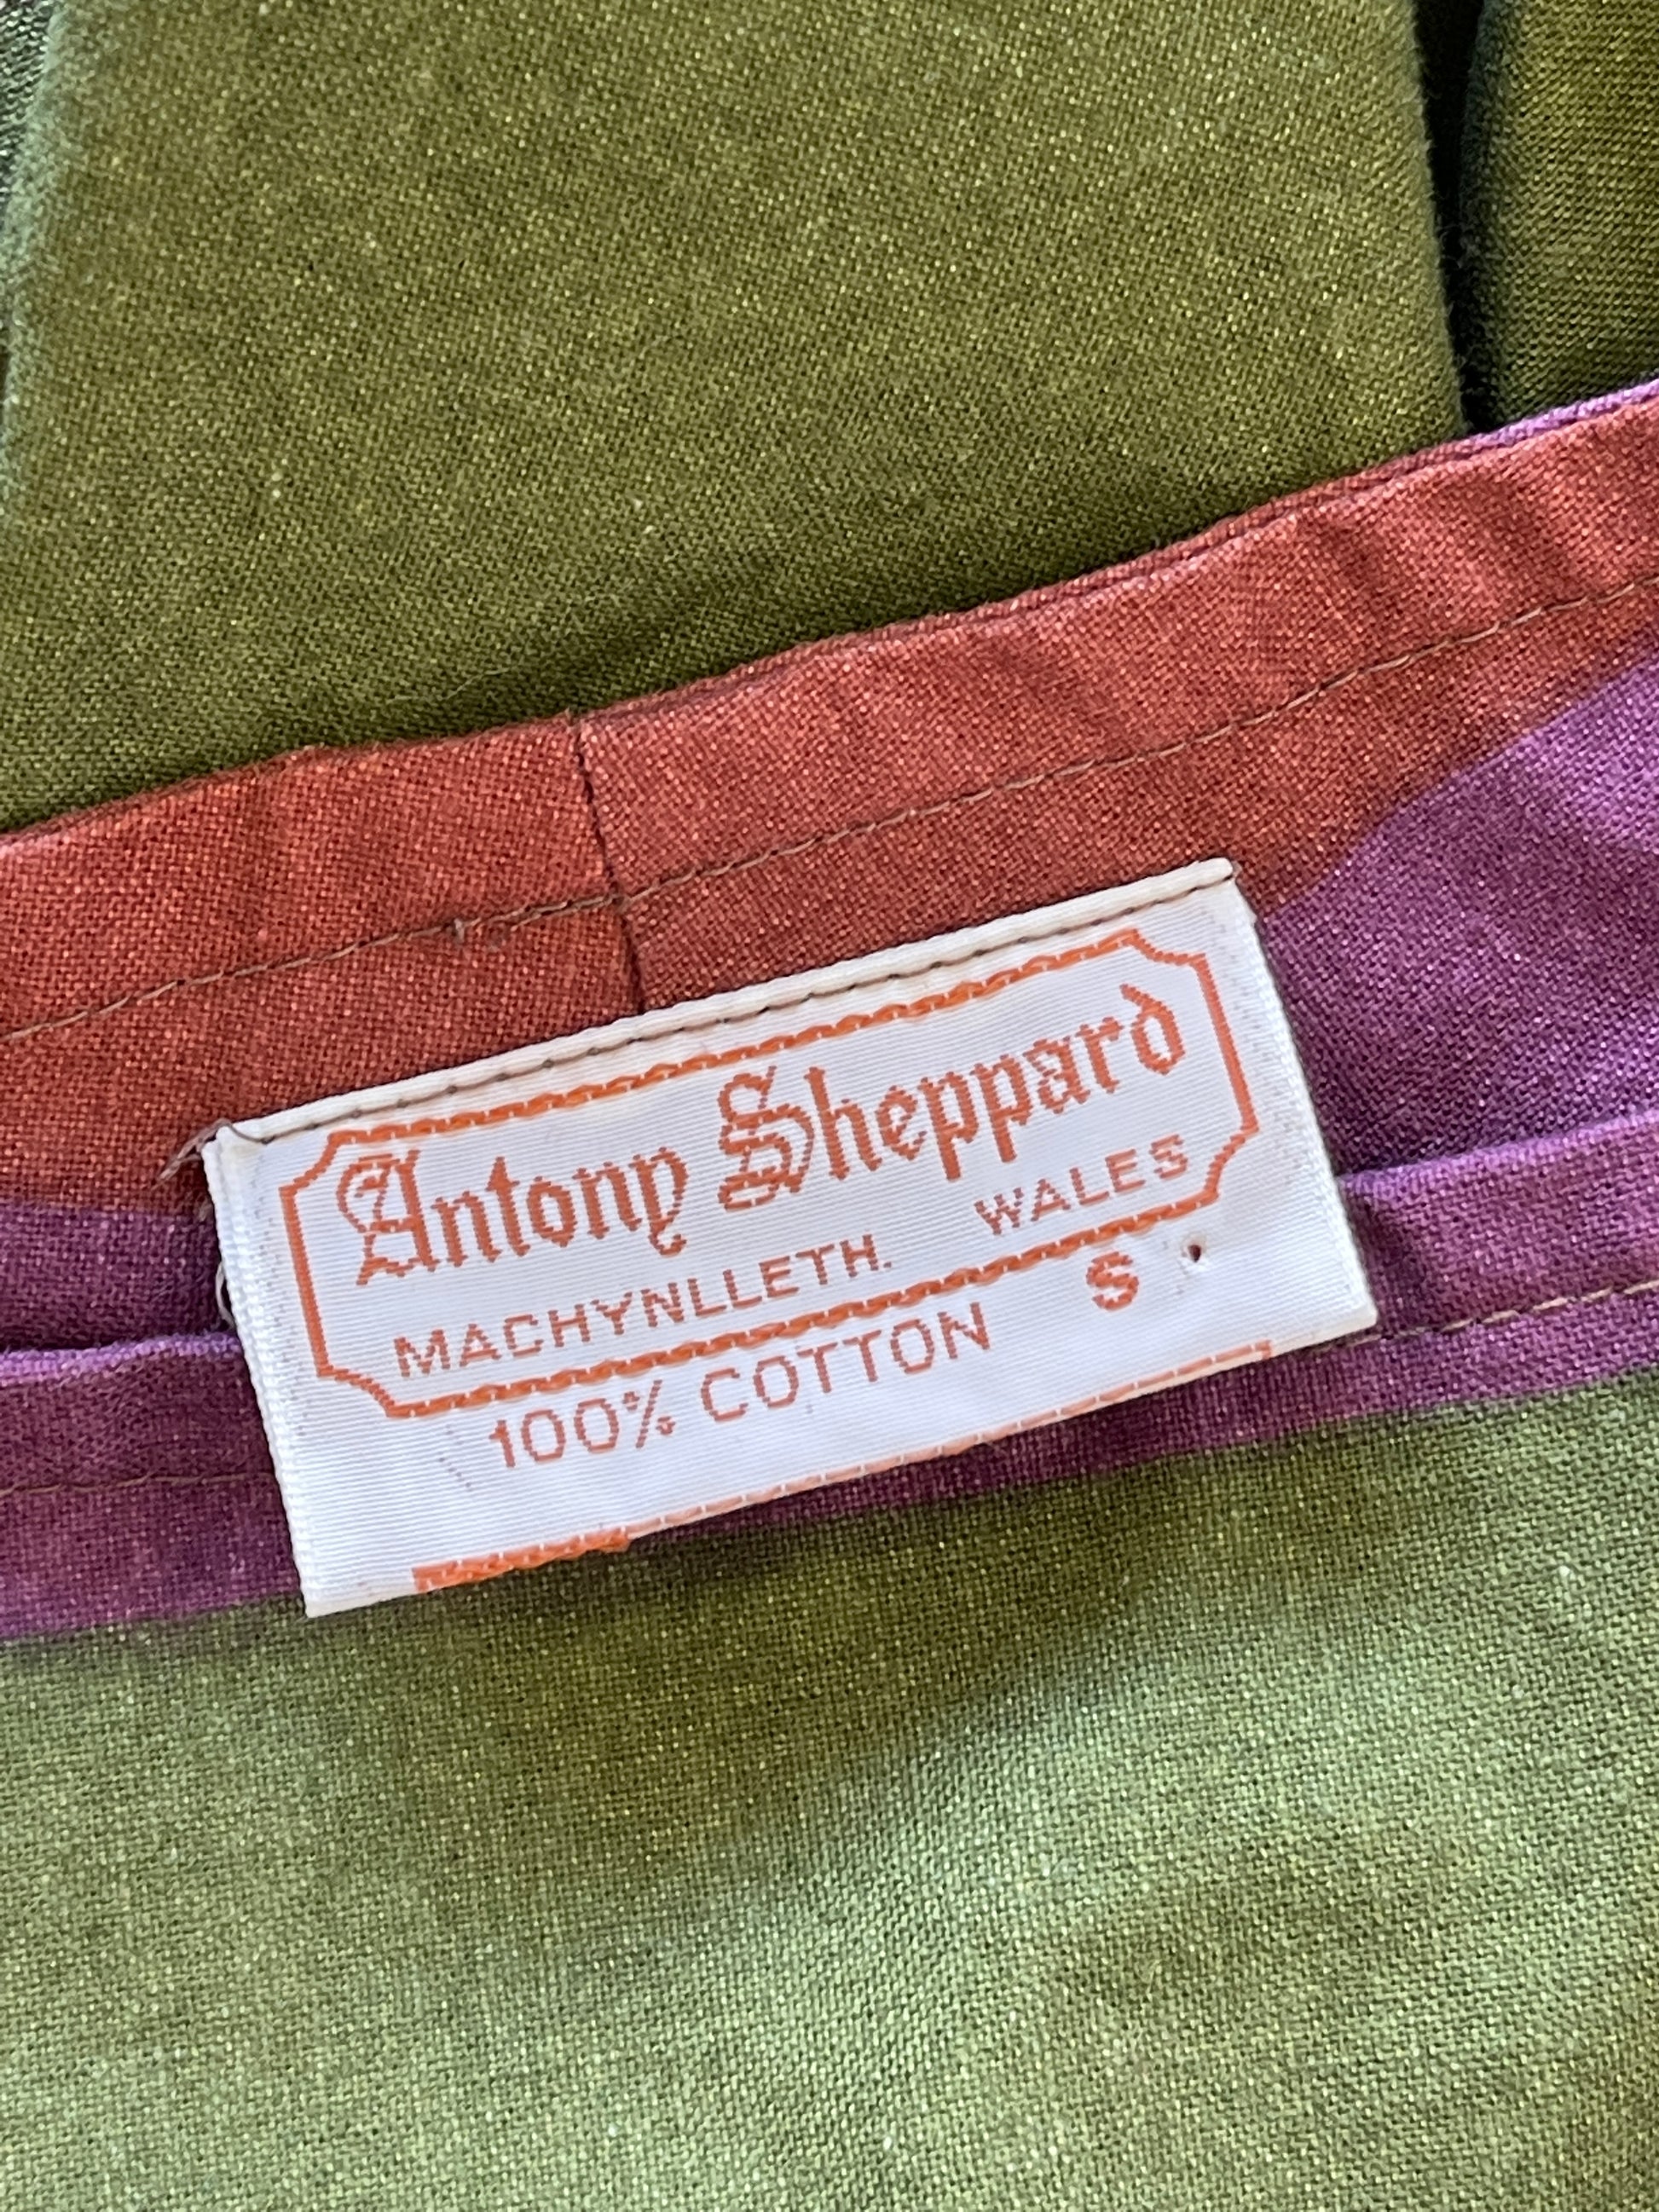 Antony Sheppard
MACHYNLLETH. WALES
100% COTTON S